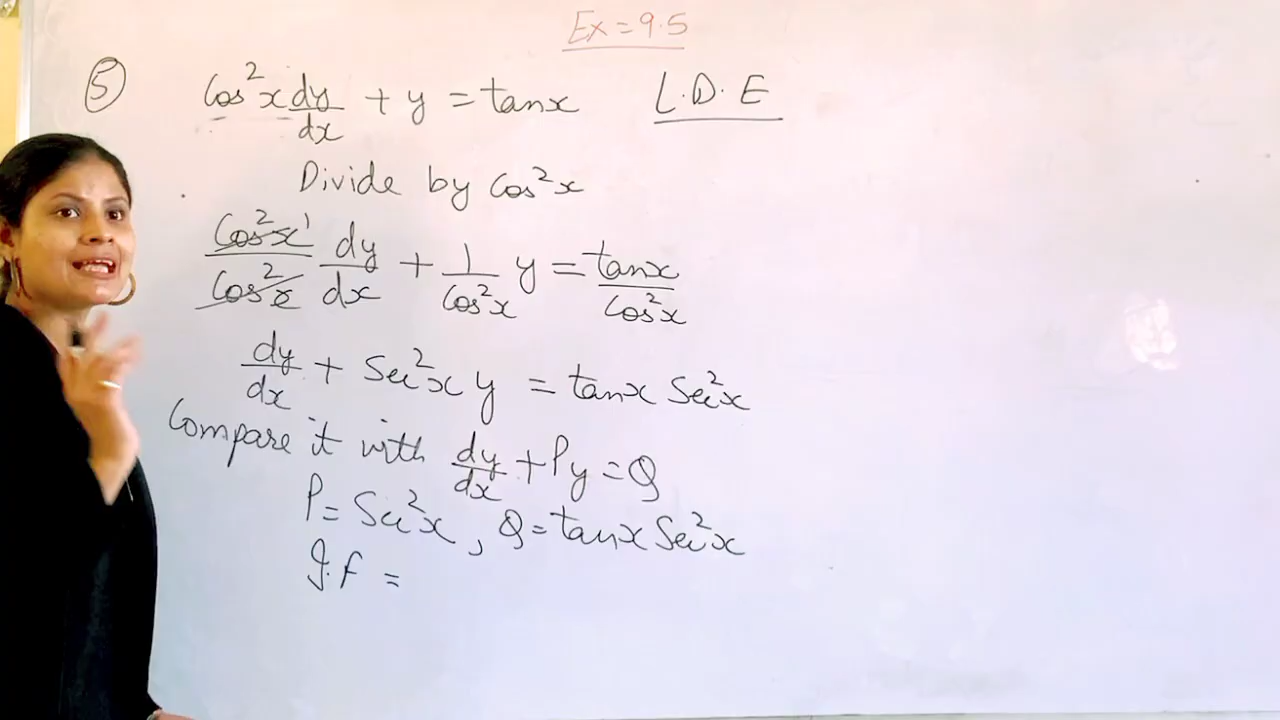 Ex = 9.5
⑤ Cos²x dy/dx + y = tanx L.D.E
Divide by Cos²x
Cos²x/Cos²x 1 dy/dx + 1/Cos²x y = tanx/Cos²x
dy/dx + Sec²x y = tanx Sec²x
Compare it with dy/dx + Py = Q
P = Sec²x, Q = tanx Sec²x
I.F =